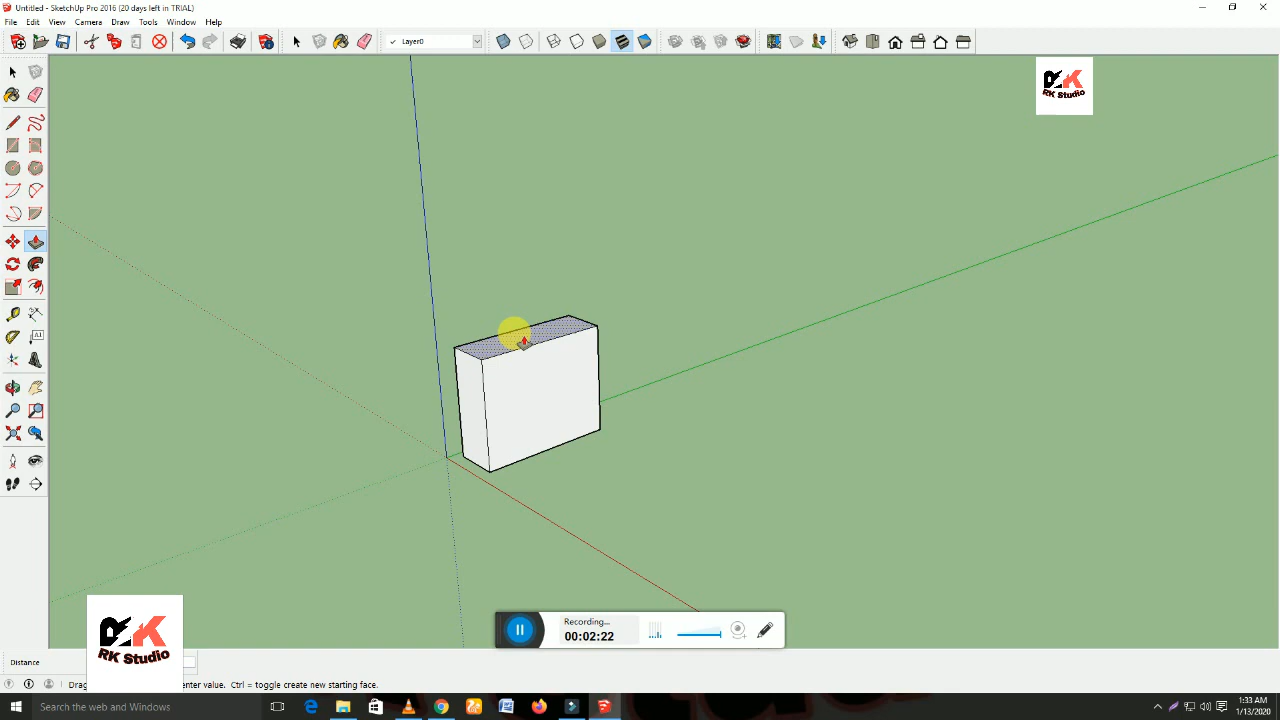 Untitled - SketchUp Pro 2016 (20 days left in TRIAL)
File Edit View Camera Draw Tools Window Help
Layer0
RK Studio
Recording...
00:02:22
RK Studio
Distance
Drag
enter value. Ctrl = toggle create new starting face.
Search the web and Windows
1:33 AM
1/13/2020